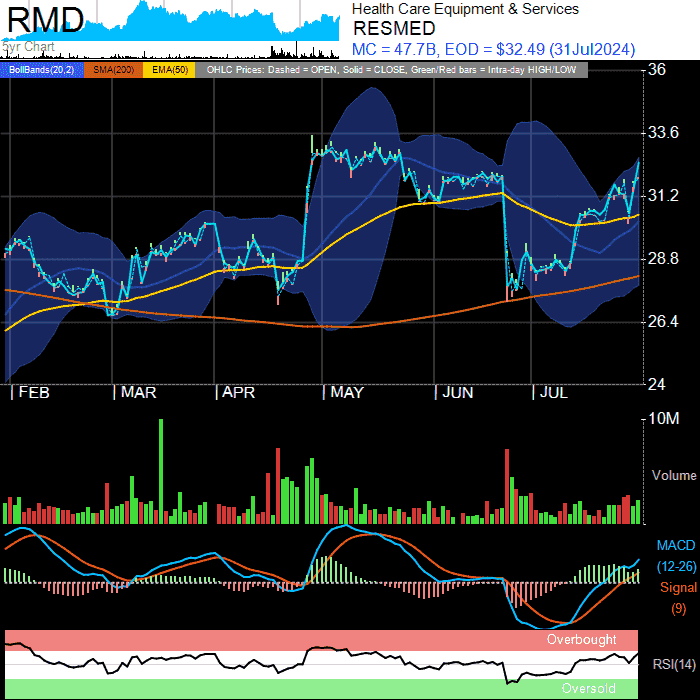 RMD
5yr Chart
Health Care Equipment & Services
RESMED
MC = 47.7B, EOD = $32.49 (31Jul2024)
BollBands(20,2) SMA(200) EMA(50) OHLC Prices: Dashed = OPEN, Solid = CLOSE, Green/Red bars = Intra-day HIGH/LOW
36
33.6
31.2
28.8
26.4
24
FEB MAR APR MAY JUN JUL
10M
Volume
MACD
(12-26)
Signal
(9)
Overbought
RSI(14)
Oversold